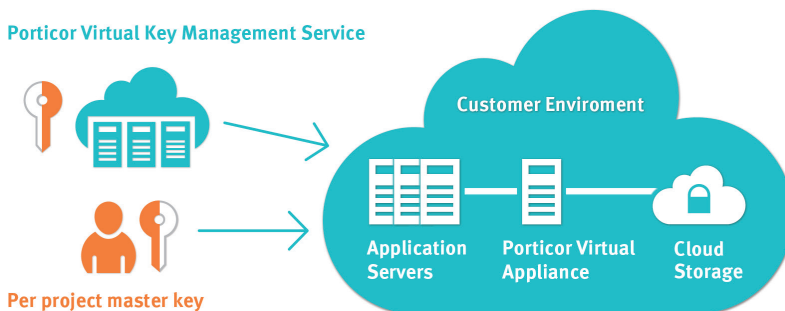 Porticor Virtual Key Management Service
Customer Enviroment
Application
Servers
Porticor Virtual
Appliance
Cloud
Storage
Per project master key